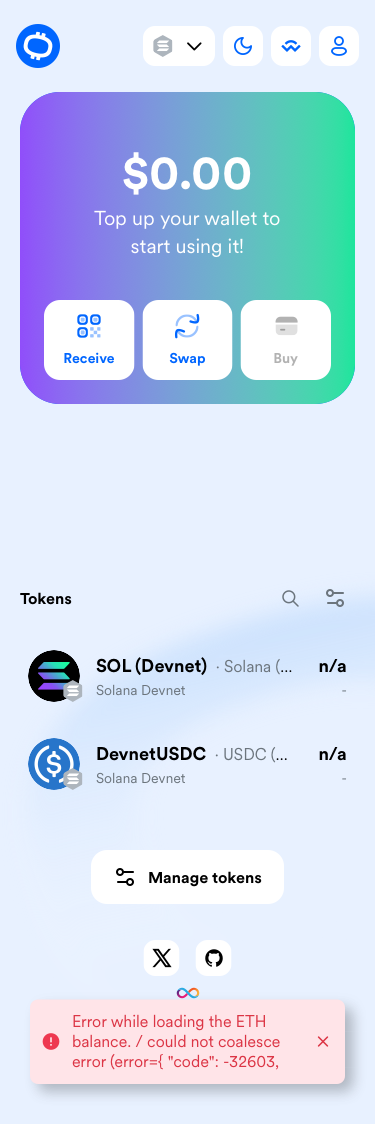 $0.00
Top up your wallet to
start using it!
Receive Swap Buy
Tokens
SOL (Devnet) · Solana (... n/a
Solana Devnet -
DevnetUSDC · USDC (... n/a
Solana Devnet -
Manage tokens
Error while loading the ETH
balance. / could not coalesce
error (error={ "code": -32603,